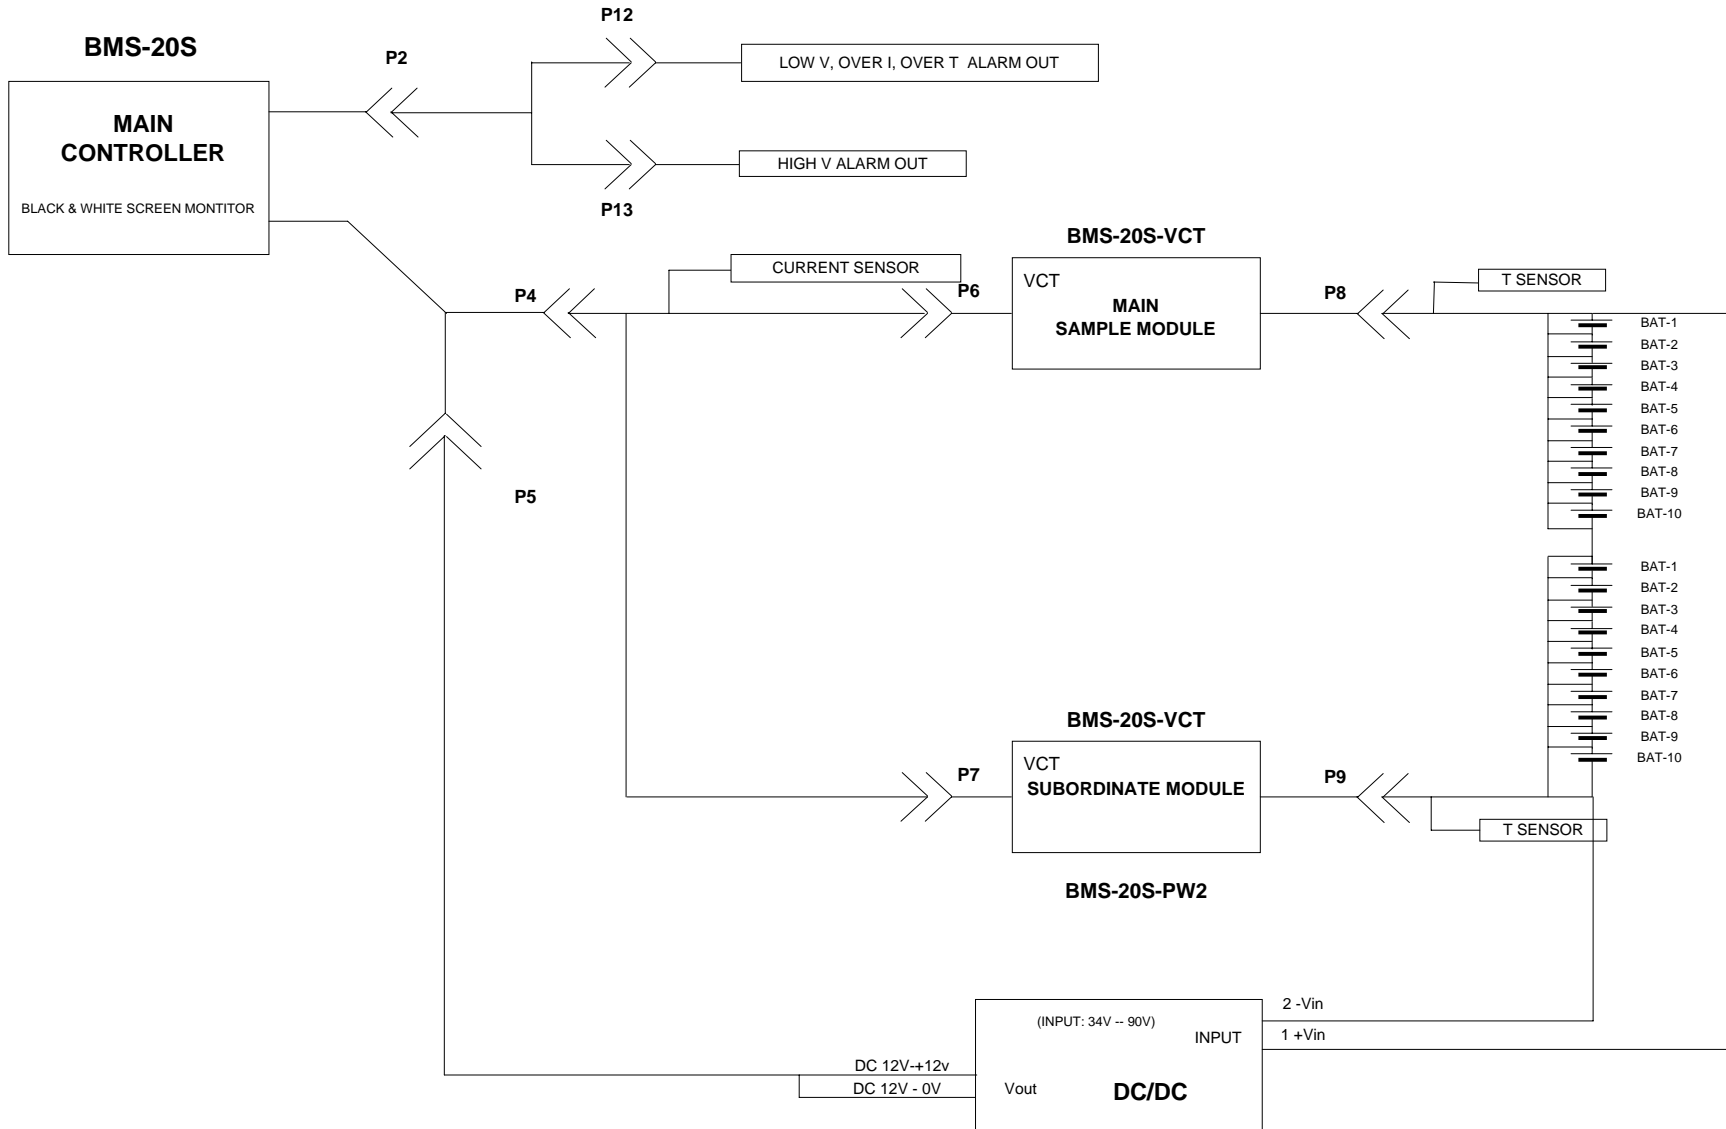 P12
BMS-20S
P2
LOW V, OVER I, OVER T  ALARM OUT
MAIN
CONTROLLER
HIGH V ALARM OUT
BLACK & WHITE SCREEN MONTITOR
P13
BMS-20S-VCT
CURRENT SENSOR
VCT
T SENSOR
P4
P6
MAIN
SAMPLE MODULE
P8
BAT-1
BAT-2
BAT-3
BAT-4
BAT-5
BAT-6
BAT-7
BAT-8
BAT-9
BAT-10
P5
BAT-1
BAT-2
BAT-3
BAT-4
BAT-5
BAT-6
BAT-7
BAT-8
BAT-9
BAT-10
BMS-20S-VCT
P7
VCT
SUBORDINATE MODULE
P9
T SENSOR
BMS-20S-PW2
2 -Vin
(INPUT: 34V -- 90V)
INPUT
1 +Vin
DC 12V-+12v
DC 12V - 0V
Vout
DC/DC